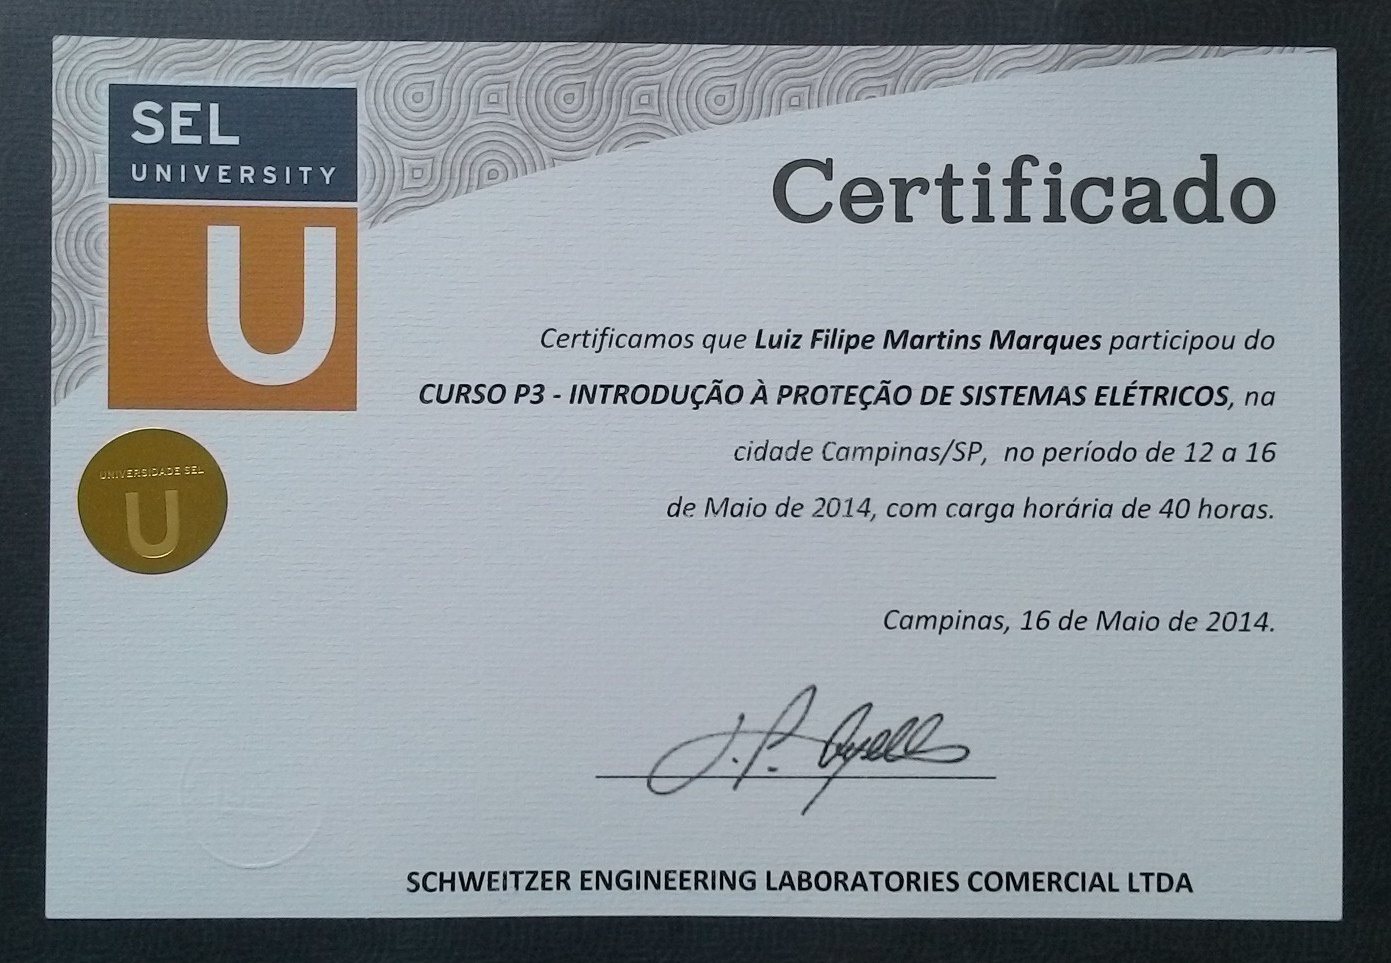 SEL
UNIVERSITY
U
UNIVERSIDADE SEL
U
Certificado
Certificamos que Luiz Filipe Martins Marques participou do
CURSO P3 - INTRODUÇÃO À PROTEÇÃO DE SISTEMAS ELÉTRICOS, na
cidade Campinas/SP, no período de 12 a 16
de Maio de 2014, com carga horária de 40 horas.
Campinas, 16 de Maio de 2014.
SCHWEITZER ENGINEERING LABORATORIES COMERCIAL LTDA